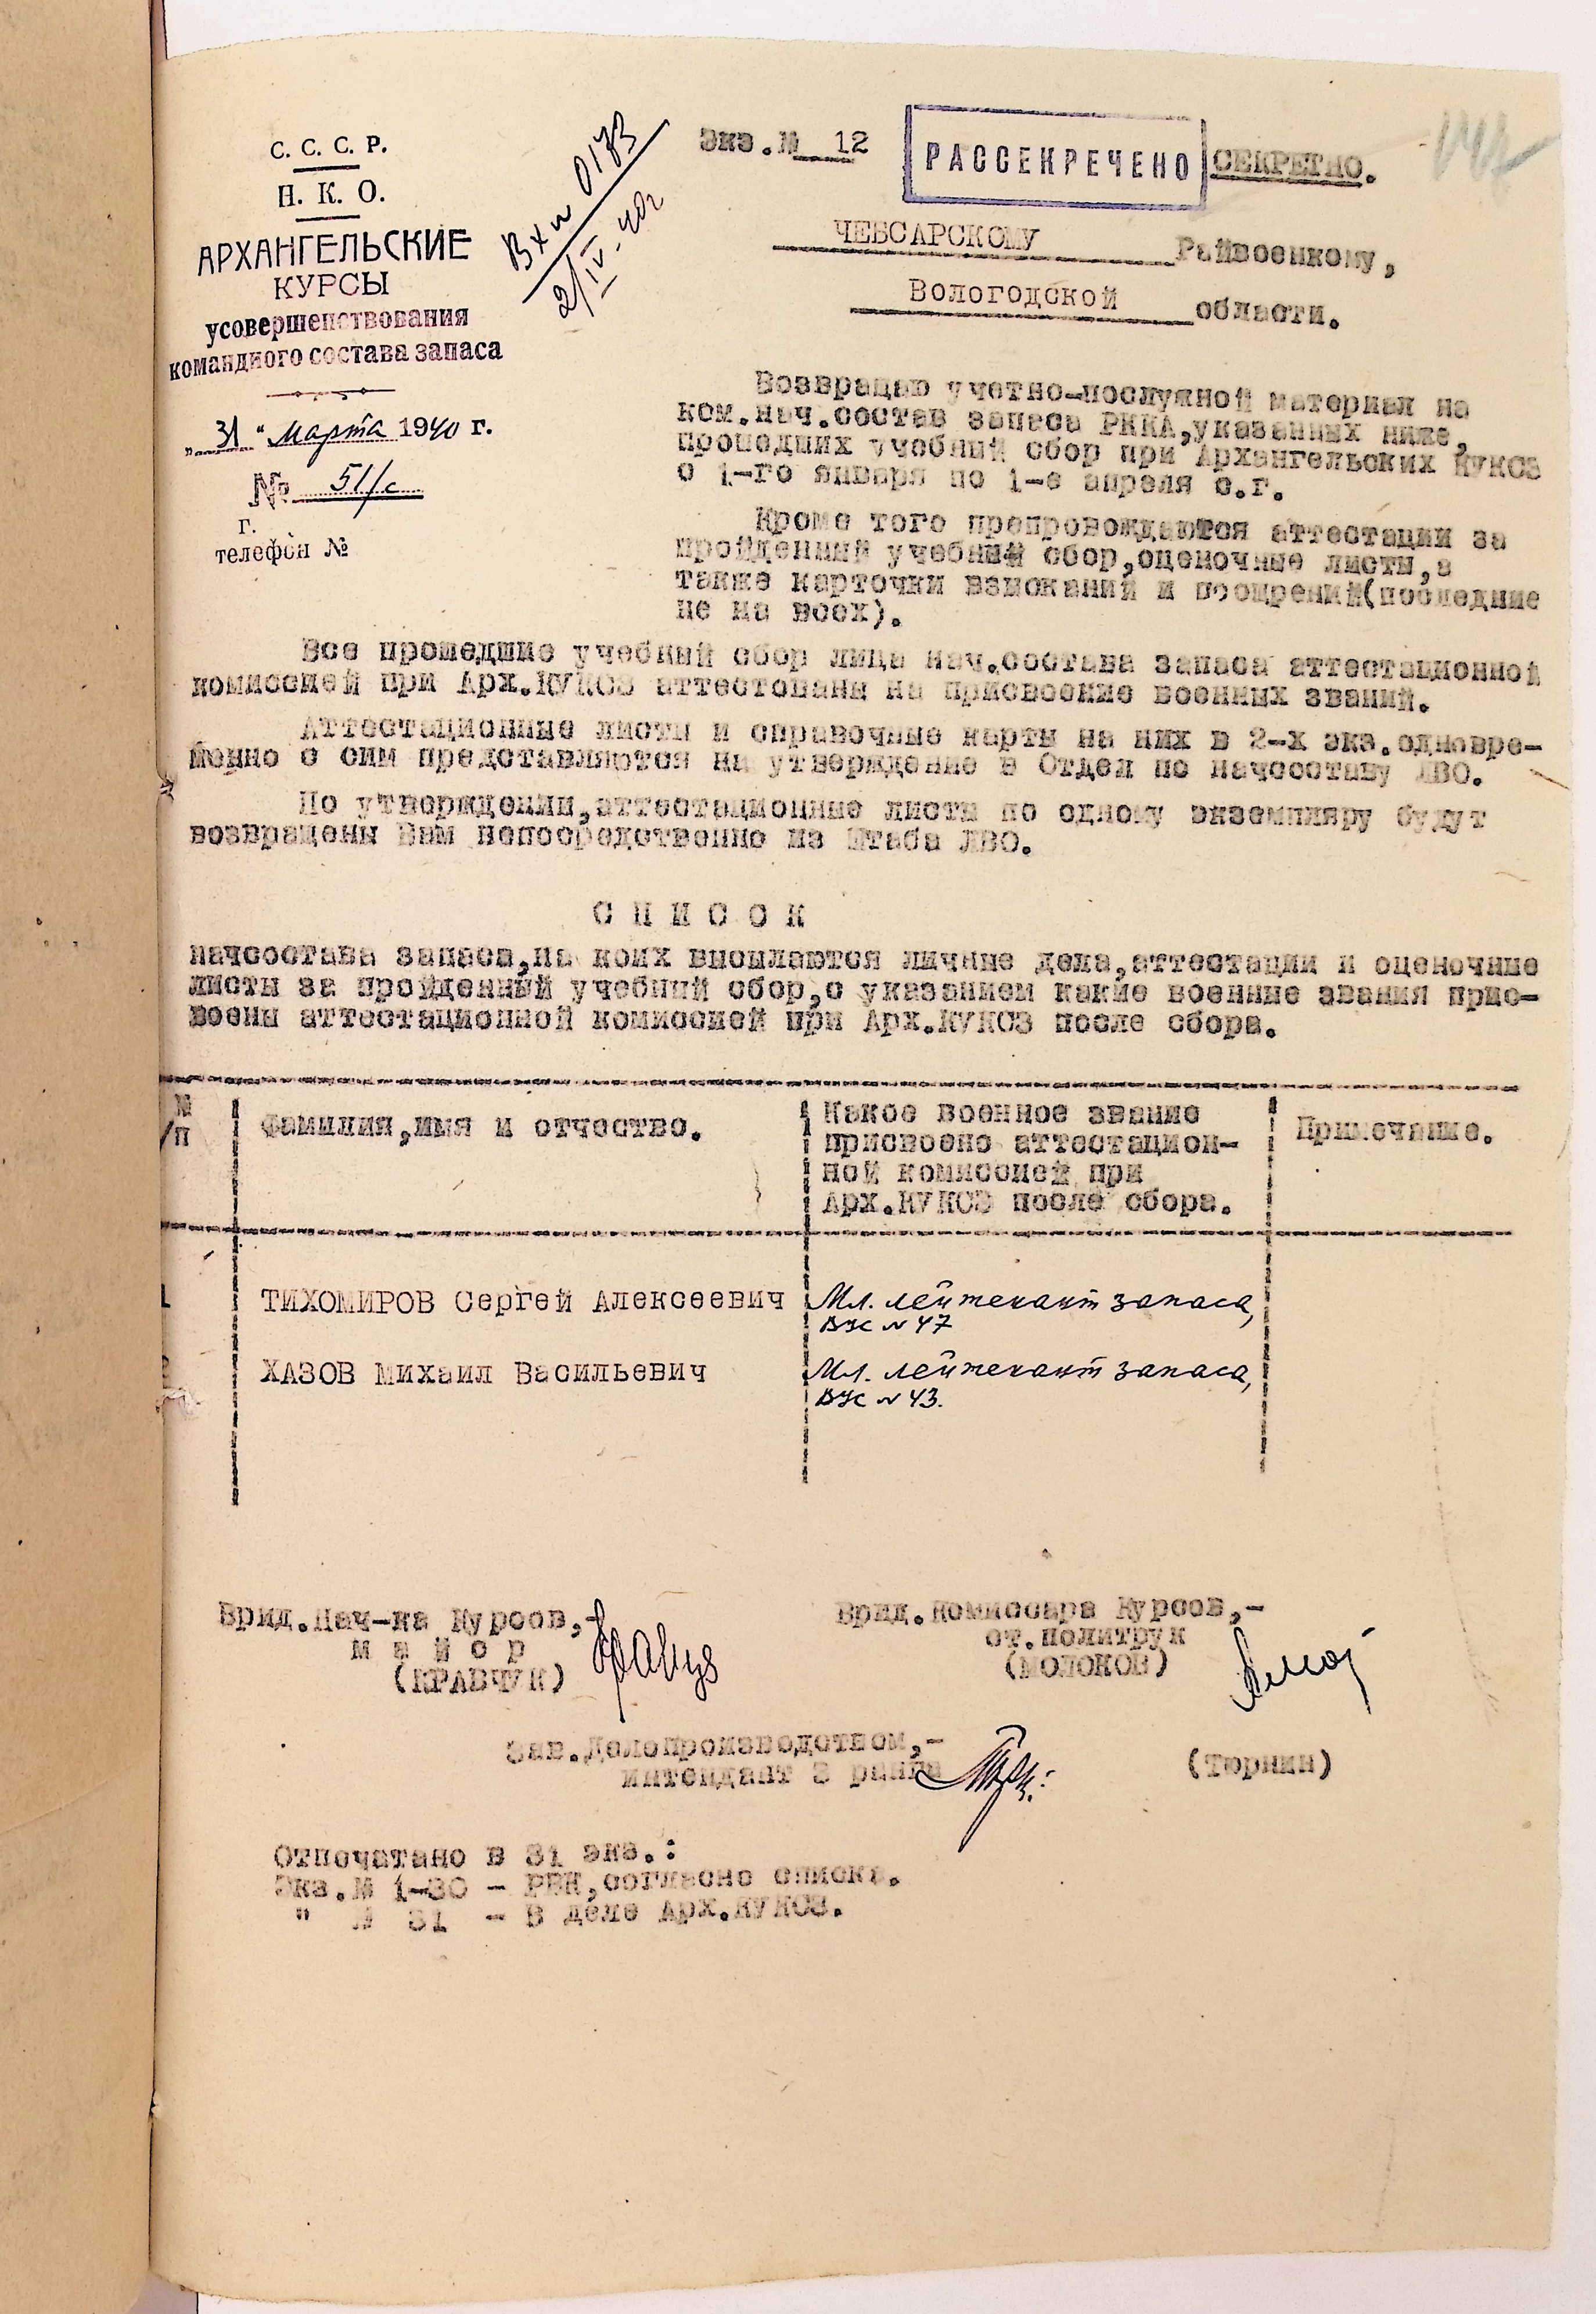 С. С. С. Р.
Н. К. О.
АРХАНГЕЛЬСКИЕ
КУРСЫ
усовершенствования
командного состава запаса
„31“ Марта 1940 г.
№ 51/с
г.
телефон №
Вх № 0173
2/IV-40г
Экз.№ 12
РАССЕКРЕЧЕНО
СЕКРЕТНО.
ЧЕБСАРСКОМУ Райвоенкому,
Вологодской области.
Возвращаю учетно-послужной материал на
ком.нач.состав запаса РККА,указанных ниже,
прошедших учебный сбор при Архангельских КУКСЗ
с 1-го января по 1-е апреля с.г.
Кроме того препровождаются аттестации за
пройденный учебный сбор,оценочные листы,а
также карточки взысканий и поощрений(последние
не на всех).
Все прошедшие учебный сбор лица нач.состава запаса аттестационной
комиссией при Арх.КУКСЗ аттестованы на присвоение военных званий.
Аттестационные листы и справочные карты на них в 2-х экз.одновре-
менно с сим представляются на утверждение в Отдел по начсоставу ЛВО.
По утверждении,аттестационные листы по одному экземпляру будут
возвращены Вам непосредственно из Штаба ЛВО.
С П И С О К
начсостава запаса,на коих высылаются личные дела,аттестации и оценочные
листы за пройденный учебный сбор,с указанием какие военные звания прис-
воены аттестационной комиссией при Арх.КУКСЗ после сбора.
№
/п
Фамилия,имя и отчество.
Какое военное звание
присвоено аттестацион-
ной комиссией при
Арх.КУКСЗ после сбора.
Примечание.
1 ТИХОМИРОВ Сергей Алексеевич Мл. лейтенант запаса,
ВУС № 47
2 ХАЗОВ Михаил Васильевич Мл. лейтенант запаса,
ВУС № 43.
Врид.Нач-ка Курсов,-
м а й о р
(КРАВЧУК)
Врид.Комиссара Курсов,-
ст.политрук
(МОЛОКОВ)
Зав.Делопроизводством,-
интендант 3 ранга
(Тюрнин)
Отпечатано в 31 экз.:
Экз.№ 1-30 - РВК,согласно списка.
" № 31 - В деле Арх.КУКСЗ.